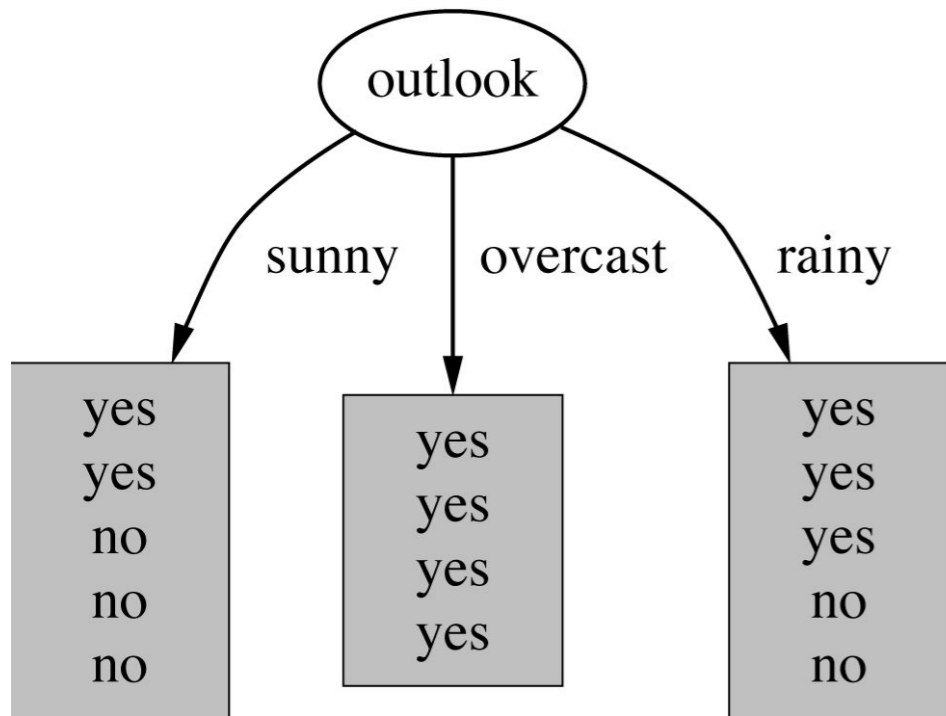 outlook
sunny
overcast
rainy
yes
yes
no
no
no
yes
yes
yes
yes
yes
yes
yes
no
no